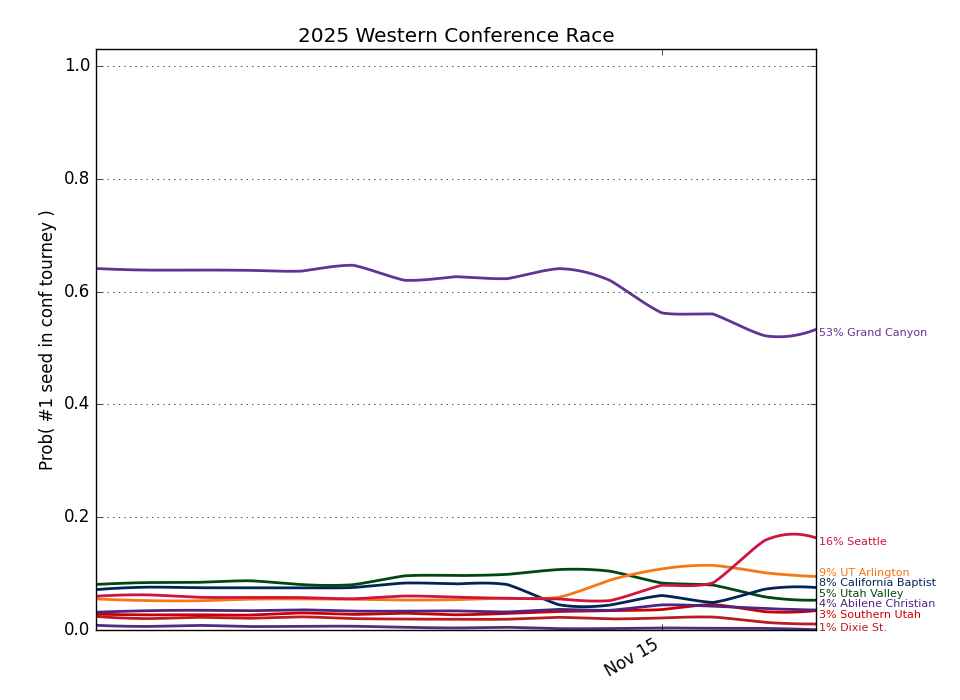 2025 Western Conference Race
1.0
0.8
0.6
0.4
0.2
0.0
Prob( #1 seed in conf tourney )
Nov 15
53% Grand Canyon
16% Seattle
9% UT Arlington
8% California Baptist
5% Utah Valley
4% Abilene Christian
3% Southern Utah
1% Dixie St.